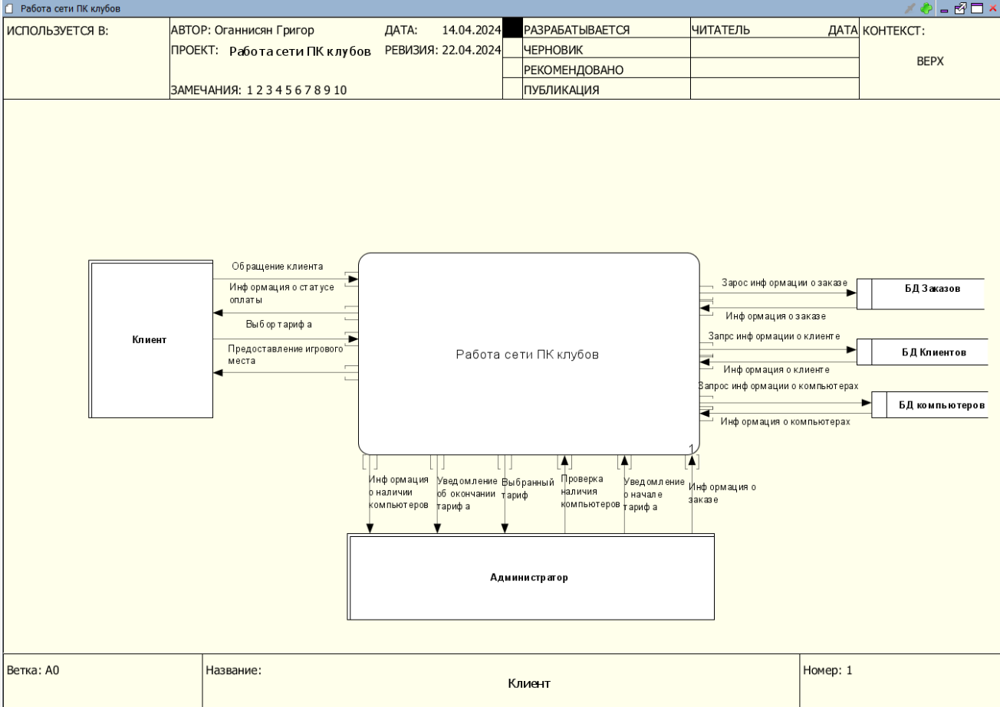 Работа сети ПК клубов
ИСПОЛЬЗУЕТСЯ В:
АВТОР: Оганнисян Григор
ДАТА: 14.04.2024
ПРОЕКТ: Работа сети ПК клубов
РЕВИЗИЯ: 22.04.2024
ЗАМЕЧАНИЯ: 1 2 3 4 5 6 7 8 9 10
РАЗРАБАТЫВАЕТСЯ
ЧЕРНОВИК
РЕКОМЕНДОВАНО
ПУБЛИКАЦИЯ
ЧИТАТЕЛЬ
ДАТА
КОНТЕКСТ:
ВЕРХ
Клиент
Обращение клиента
Информация о статусе
оплаты
Выбор тарифа
Предоставление игрового
места
Работа сети ПК клубов
1
Зарос информации о заказе
Информация о заказе
БД Заказов
Запрс информации о клиенте
Информация о клиенте
БД Клиентов
Запрос информации о компьютерах
Информация о компьютерах
БД компьютеров
Информация
о наличии
компьютеров
Уведомление
об окончании
тарифа
Выбранный
тариф
Проверка
наличия
компьютеров
Уведомление
о начале
тарифа
Информация о
заказе
Администратор
Ветка: A0
Название:
Клиент
Номер: 1